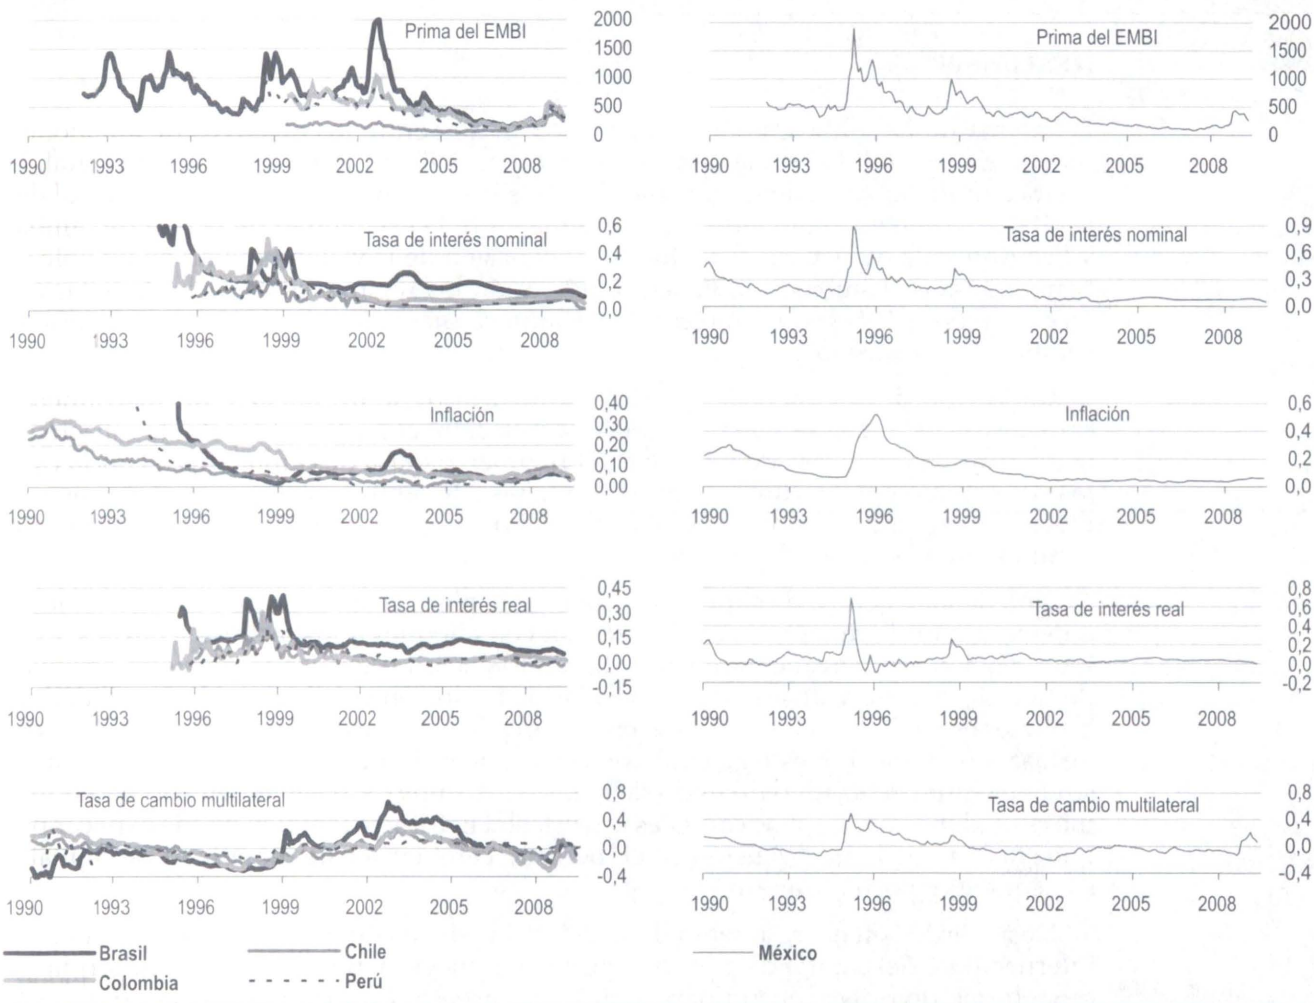 Prima del EMBI
2000
1500
1000
500
0
1990 1993 1996 1999 2002 2005 2008
Prima del EMBI
2000
1500
1000
500
0
1990 1993 1996 1999 2002 2005 2008
Tasa de interés nominal
0,6
0,4
0,2
0,0
1990 1993 1996 1999 2002 2005 2008
Tasa de interés nominal
0,9
0,6
0,3
0,0
1990 1993 1996 1999 2002 2005 2008
Inflación
0,40
0,30
0,20
0,10
0,00
1990 1993 1996 1999 2002 2005 2008
Inflación
0,6
0,4
0,2
0,0
1990 1993 1996 1999 2002 2005 2008
Tasa de interés real
0,45
0,30
0,15
0,00
-0,15
1990 1993 1996 1999 2002 2005 2008
Tasa de interés real
0,8
0,6
0,4
0,2
0,0
-0,2
1990 1993 1996 1999 2002 2005 2008
Tasa de cambio multilateral
0,8
0,4
0,0
-0,4
1990 1993 1996 1999 2002 2005 2008
Tasa de cambio multilateral
0,8
0,4
0,0
-0,4
1990 1993 1996 1999 2002 2005 2008
Brasil
Chile
Colombia
Perú
México